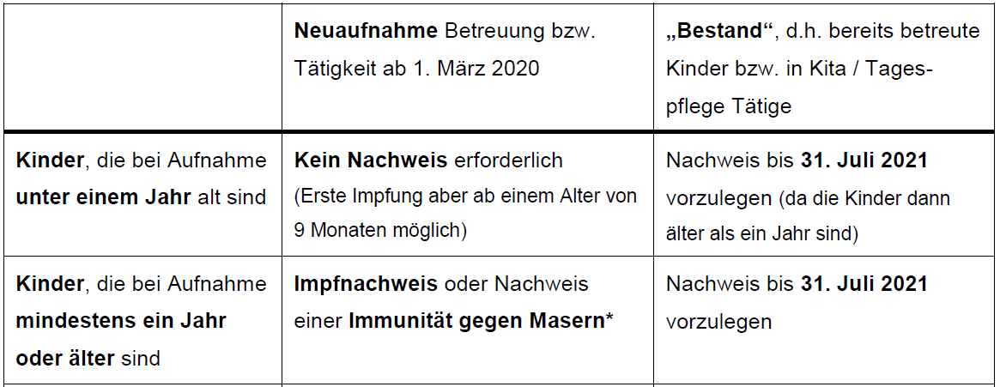 Neuaufnahme Betreuung bzw.
Tätigkeit ab 1. März 2020
„Bestand“, d.h. bereits betreute
Kinder bzw. in Kita / Tages-
pflege Tätige
Kinder, die bei Aufnahme
unter einem Jahr alt sind
Kein Nachweis erforderlich
(Erste Impfung aber ab einem Alter von
9 Monaten möglich)
Nachweis bis 31. Juli 2021
vorzulegen (da die Kinder dann
älter als ein Jahr sind)
Kinder, die bei Aufnahme
mindestens ein Jahr
oder älter sind
Impfnachweis oder Nachweis
einer Immunität gegen Masern*
Nachweis bis 31. Juli 2021
vorzulegen